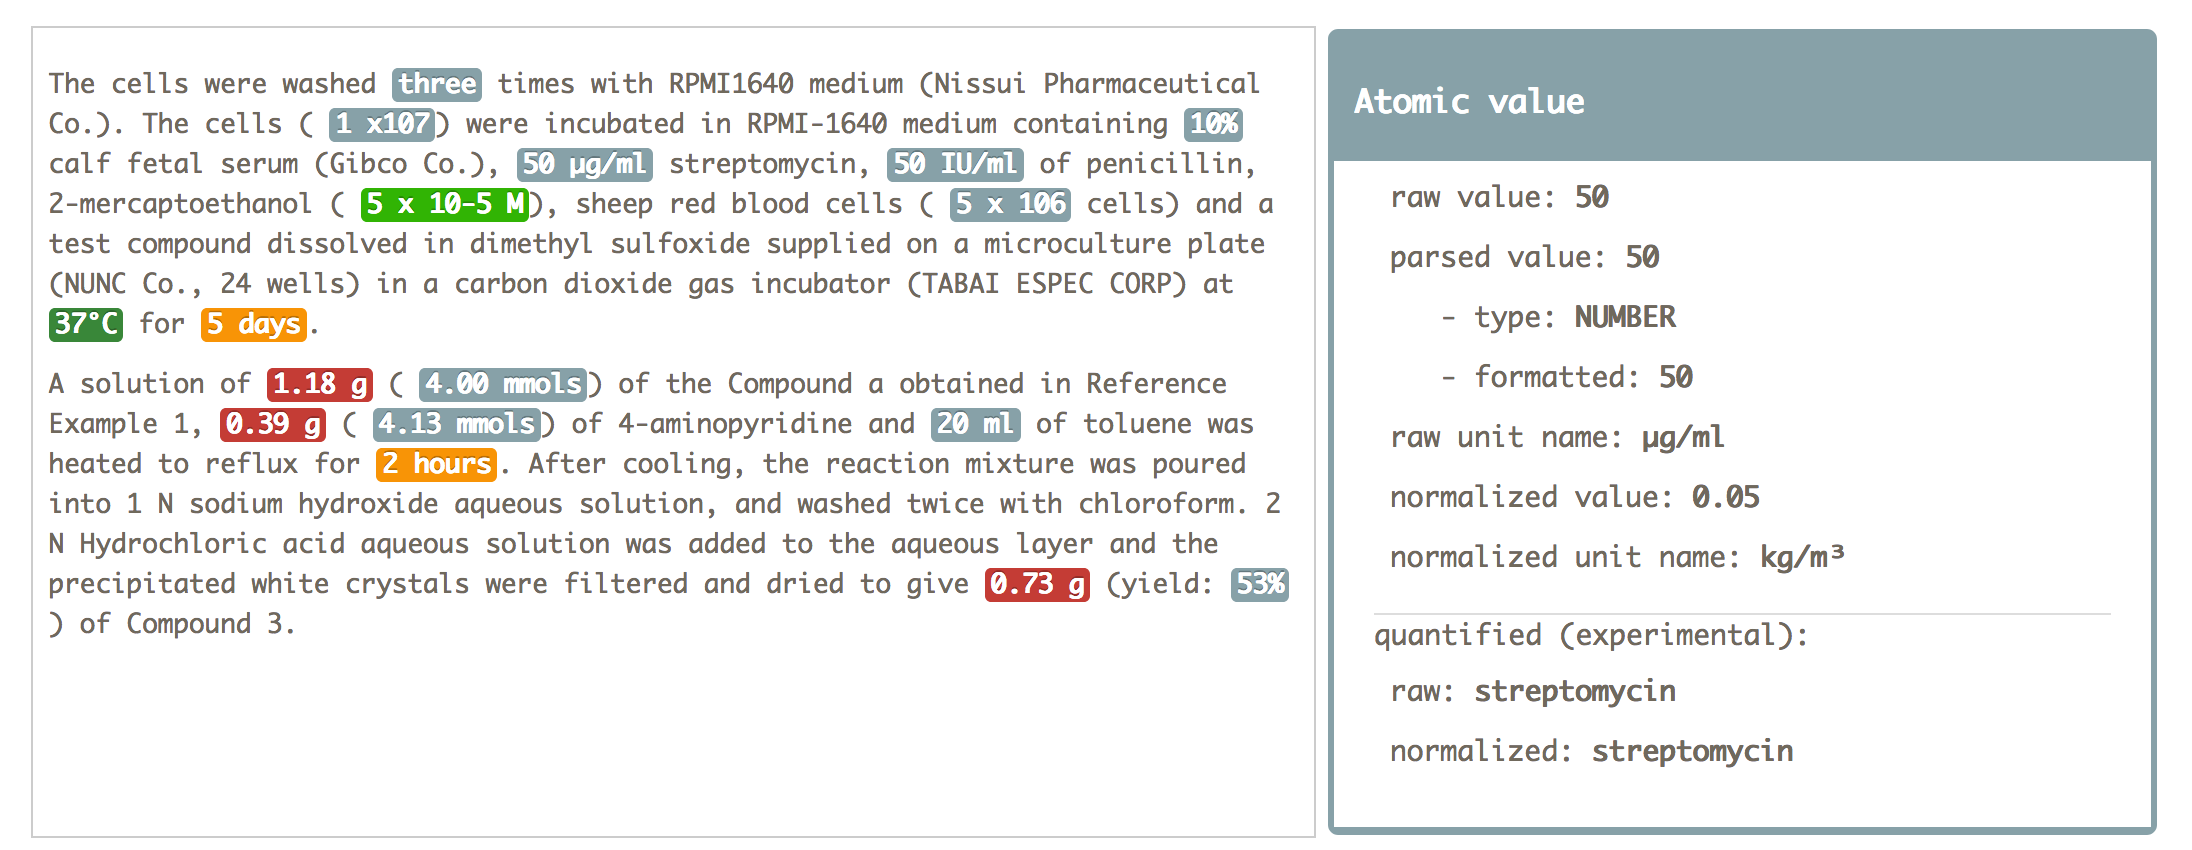 The cells were washed three times with RPMI1640 medium (Nissui Pharmaceutical
Co.). The cells ( 1 x107) were incubated in RPMI-1640 medium containing 10%
calf fetal serum (Gibco Co.), 50 µg/ml streptomycin, 50 IU/ml of penicillin,
2-mercaptoethanol ( 5 x 10-5 M), sheep red blood cells ( 5 x 106 cells) and a
test compound dissolved in dimethyl sulfoxide supplied on a microculture plate
(NUNC Co., 24 wells) in a carbon dioxide gas incubator (TABAI ESPEC CORP) at
37°C for 5 days.
A solution of 1.18 g ( 4.00 mmols) of the Compound a obtained in Reference
Example 1, 0.39 g ( 4.13 mmols) of 4-aminopyridine and 20 ml of toluene was
heated to reflux for 2 hours. After cooling, the reaction mixture was poured
into 1 N sodium hydroxide aqueous solution, and washed twice with chloroform. 2
N Hydrochloric acid aqueous solution was added to the aqueous layer and the
precipitated white crystals were filtered and dried to give 0.73 g (yield: 53%
) of Compound 3.
Atomic value
raw value: 50
parsed value: 50
- type: NUMBER
- formatted: 50
raw unit name: µg/ml
normalized value: 0.05
normalized unit name: kg/m³
quantified (experimental):
raw: streptomycin
normalized: streptomycin